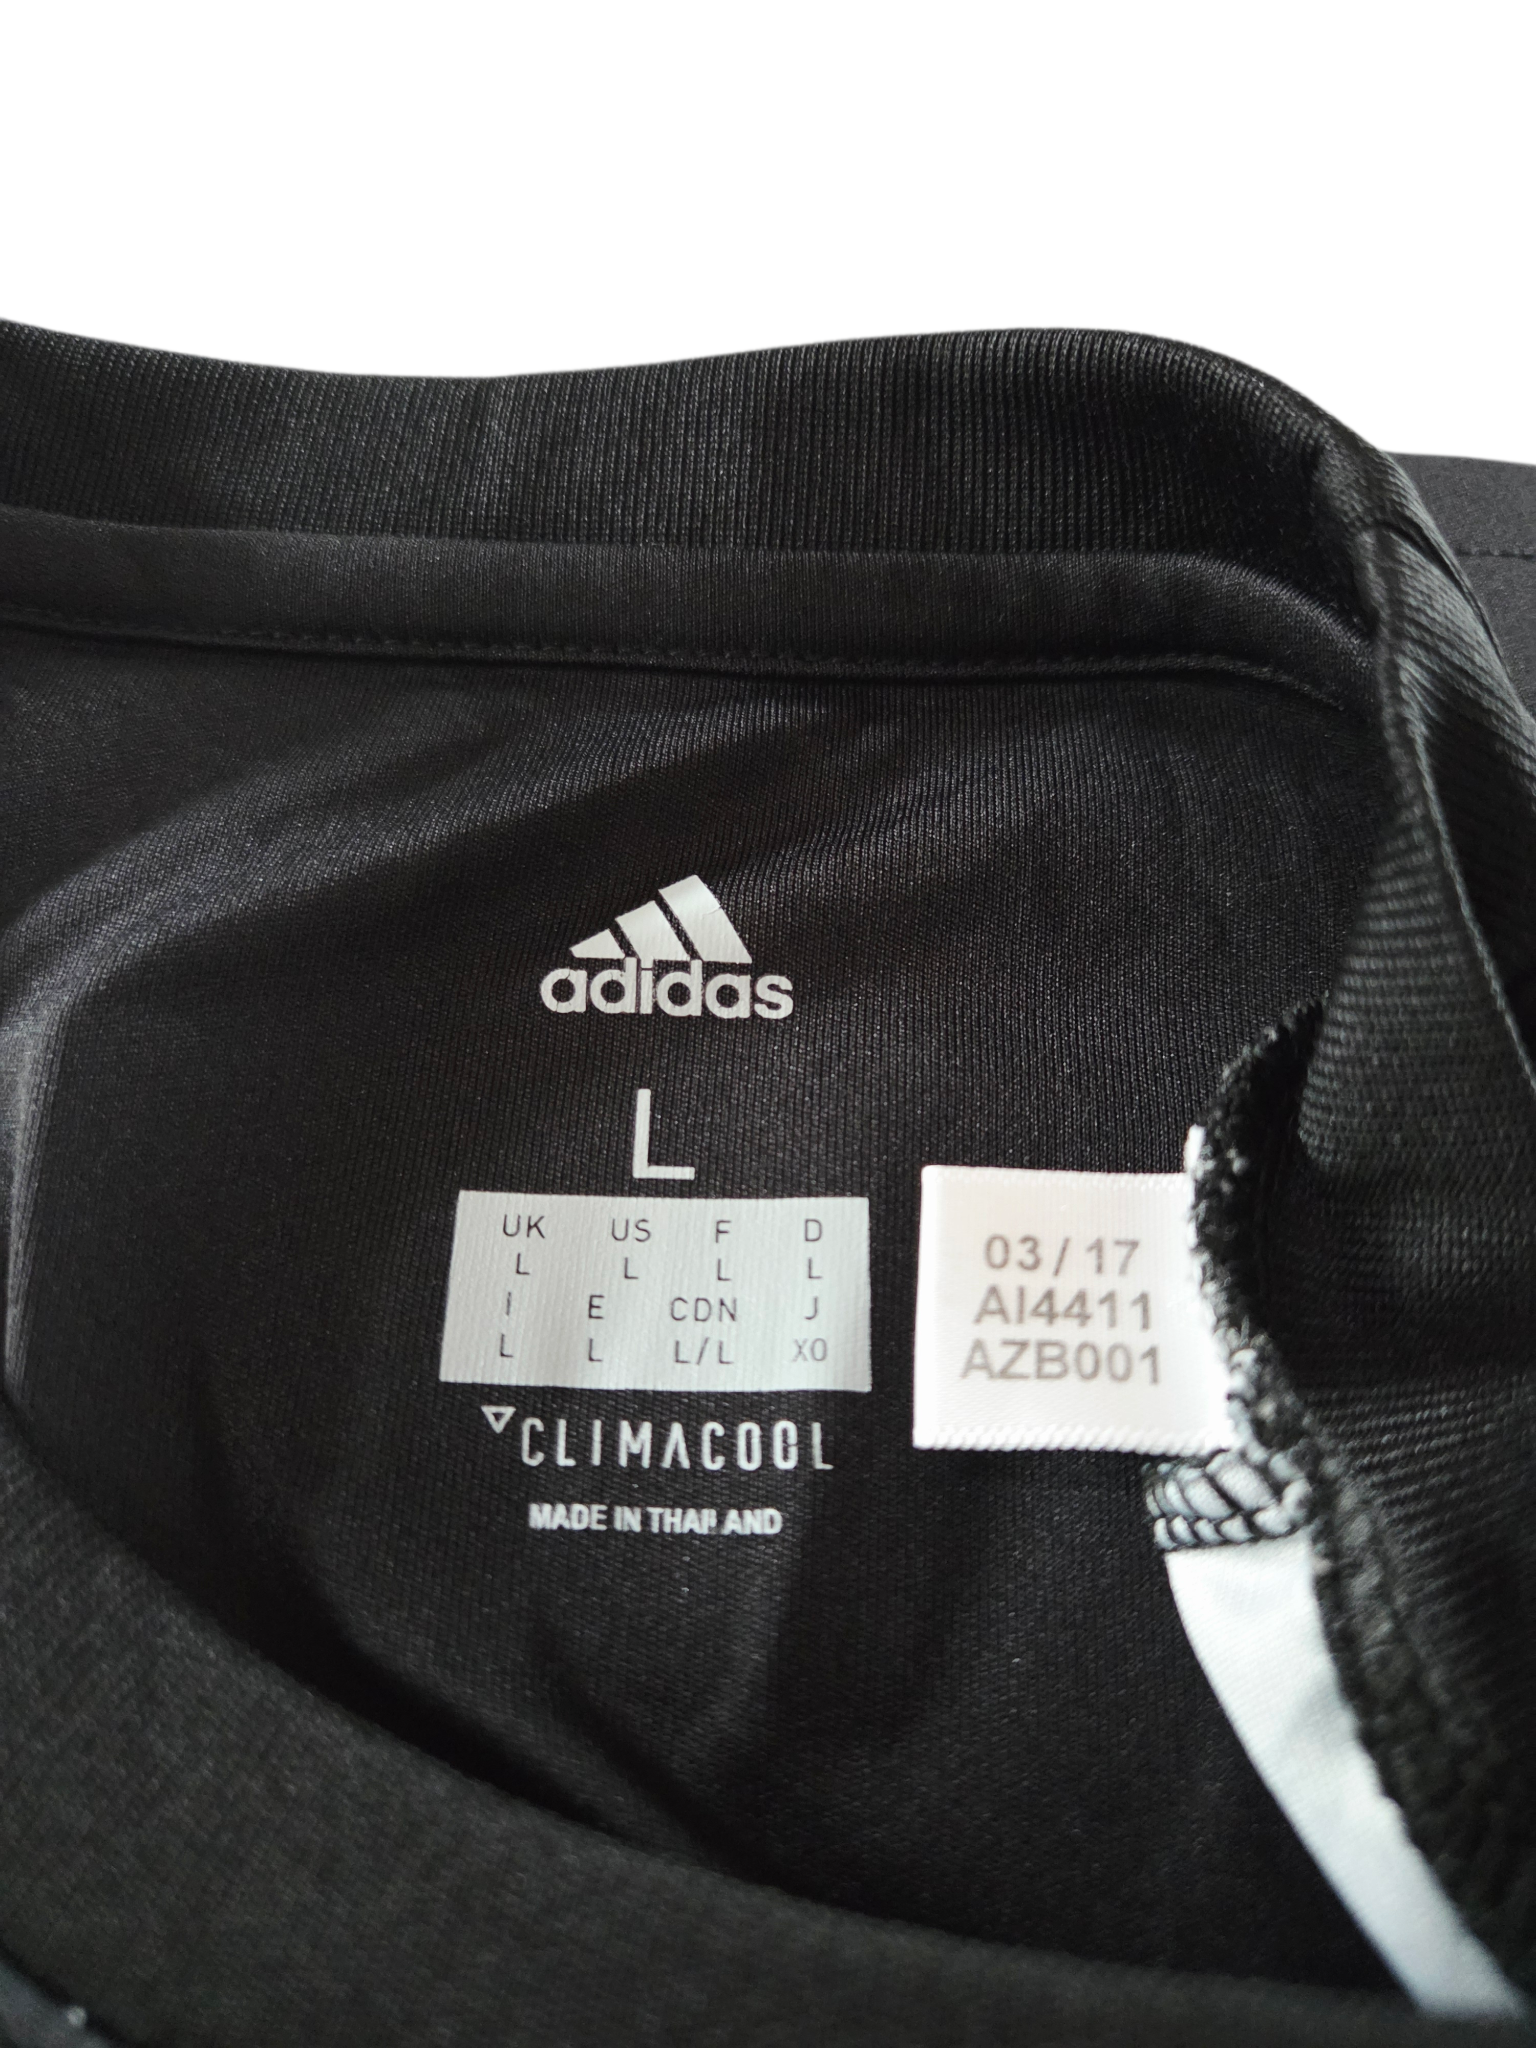 adidas
L
UK US F D
L L L L
I E CDN J
L L L/L XO
CLIMACOOL
MADE IN THAILAND
03/17
AI4411
AZB001